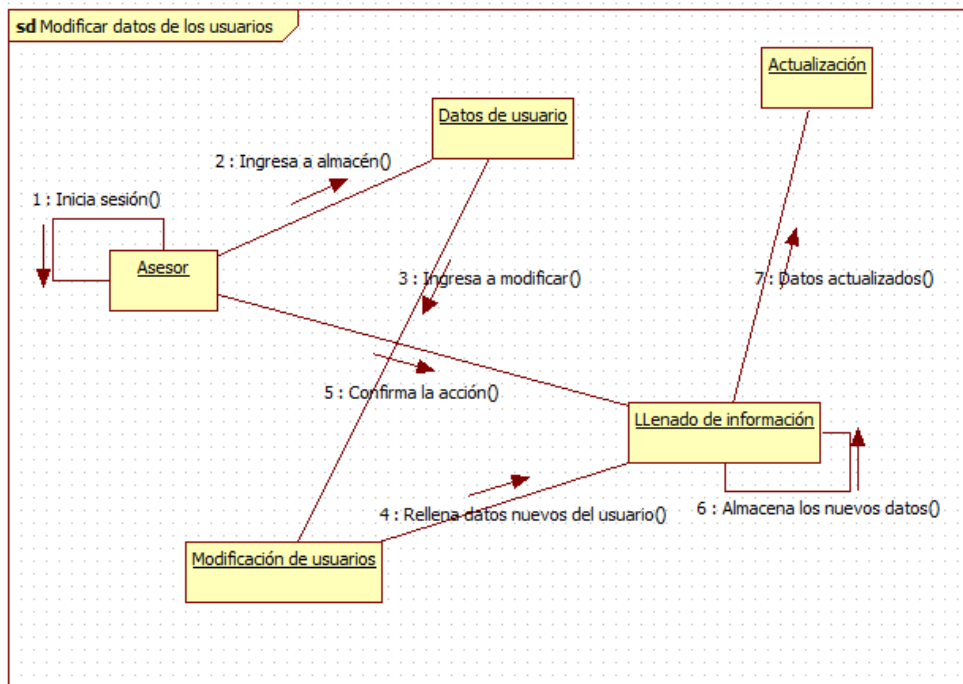 sd Modificar datos de los usuarios
Actualización
Datos de usuario
2 : Ingresa a almacén()
1 : Inicia sesión()
Asesor
3 : Ingresa a modificar()
7 : Datos actualizados()
5 : Confirma la acción()
LLenado de información
4 : Rellena datos nuevos del usuario()
6 : Almacena los nuevos datos()
Modificación de usuarios